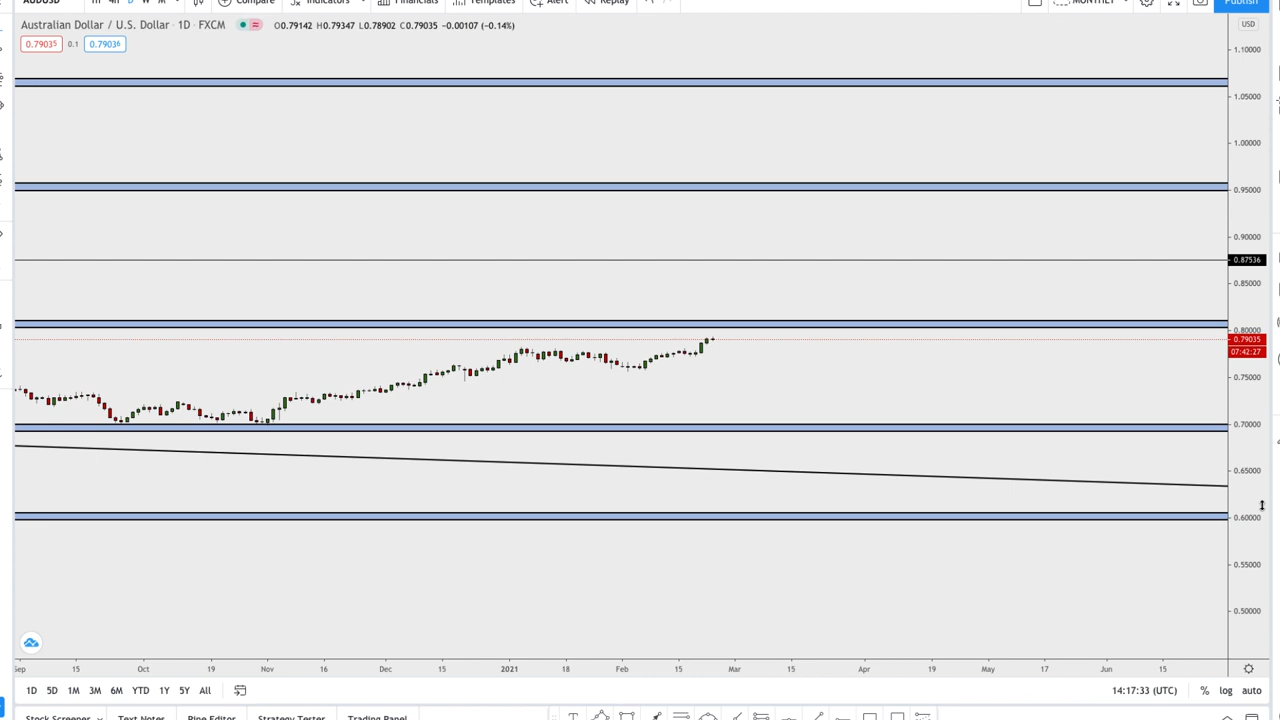 AUDUSD 1h 4h D W M Compare Indicators Financials Templates Alert Replay MONTHLY Publish
Australian Dollar / U.S. Dollar · 1D · FXCM O0.79142 H0.79347 L0.78902 C0.79035 −0.00107 (−0.14%)
USD
0.79035 0.1 0.79036
1.10000
1.05000
1.00000
0.95000
0.90000
0.87536
0.85000
0.80000
0.79035
07:42:27
0.75000
0.70000
0.65000
0.60000
0.55000
0.50000
Sep 15 Oct 19 Nov 16 Dec 15 2021 18 Feb 15 Mar 15 Apr 19 May 17 Jun 15
1D 5D 1M 3M 6M YTD 1Y 5Y All 14:17:33 (UTC) % log auto
Stock Screener Text Notes Pine Editor Strategy Tester Trading Panel